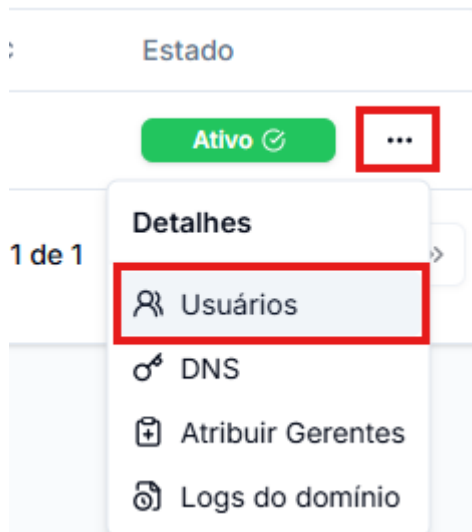 Estado
Ativo
...
Detalhes
1 de 1
»
Usuários
DNS
Atribuir Gerentes
Logs do domínio